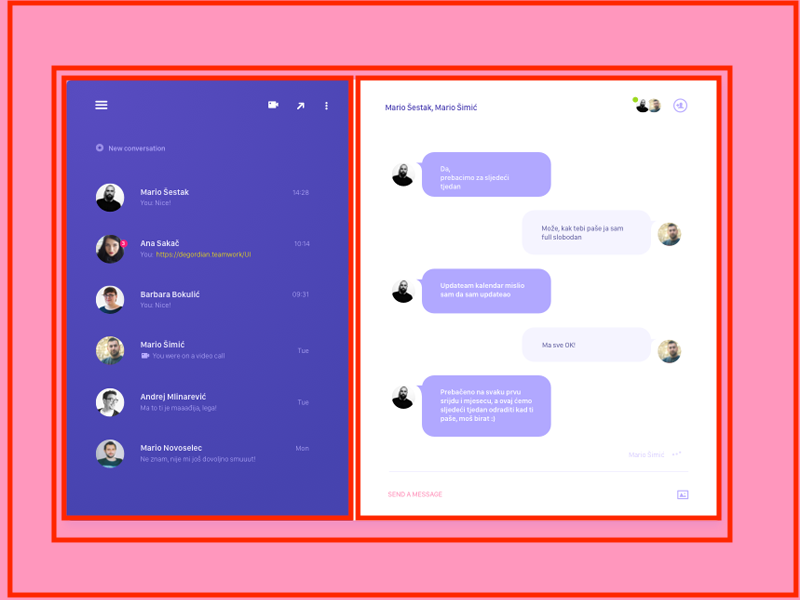 New conversation
Mario Šestak
14:28
You: Nice!
3
Ana Sakač
10:14
You: https://degordian.teamwork/UI
Barbara Bokulić
09:31
You: Nice!
Mario Šimić
Tue
You were on a video call
Andrej Mlinarević
Tue
Ma to ti je maaadjia, lega!
Mario Novoselec
Mon
Ne znam, nije mi još dovoljno smuuut!
Mario Šestak, Mario Šimić
Da,
prebacimo za sljedeći
tjedan
Može, kak tebi paše ja sam
full slobodan
Updateam kalendar mislio
sam da sam updateao
Ma sve OK!
Prebačeno na svaku prvu
srijdu i mjesecu, a ovaj ćemo
sljedeći tjedan odraditi kad ti
paše, moš birat :)
Mario Šimić
SEND A MESSAGE